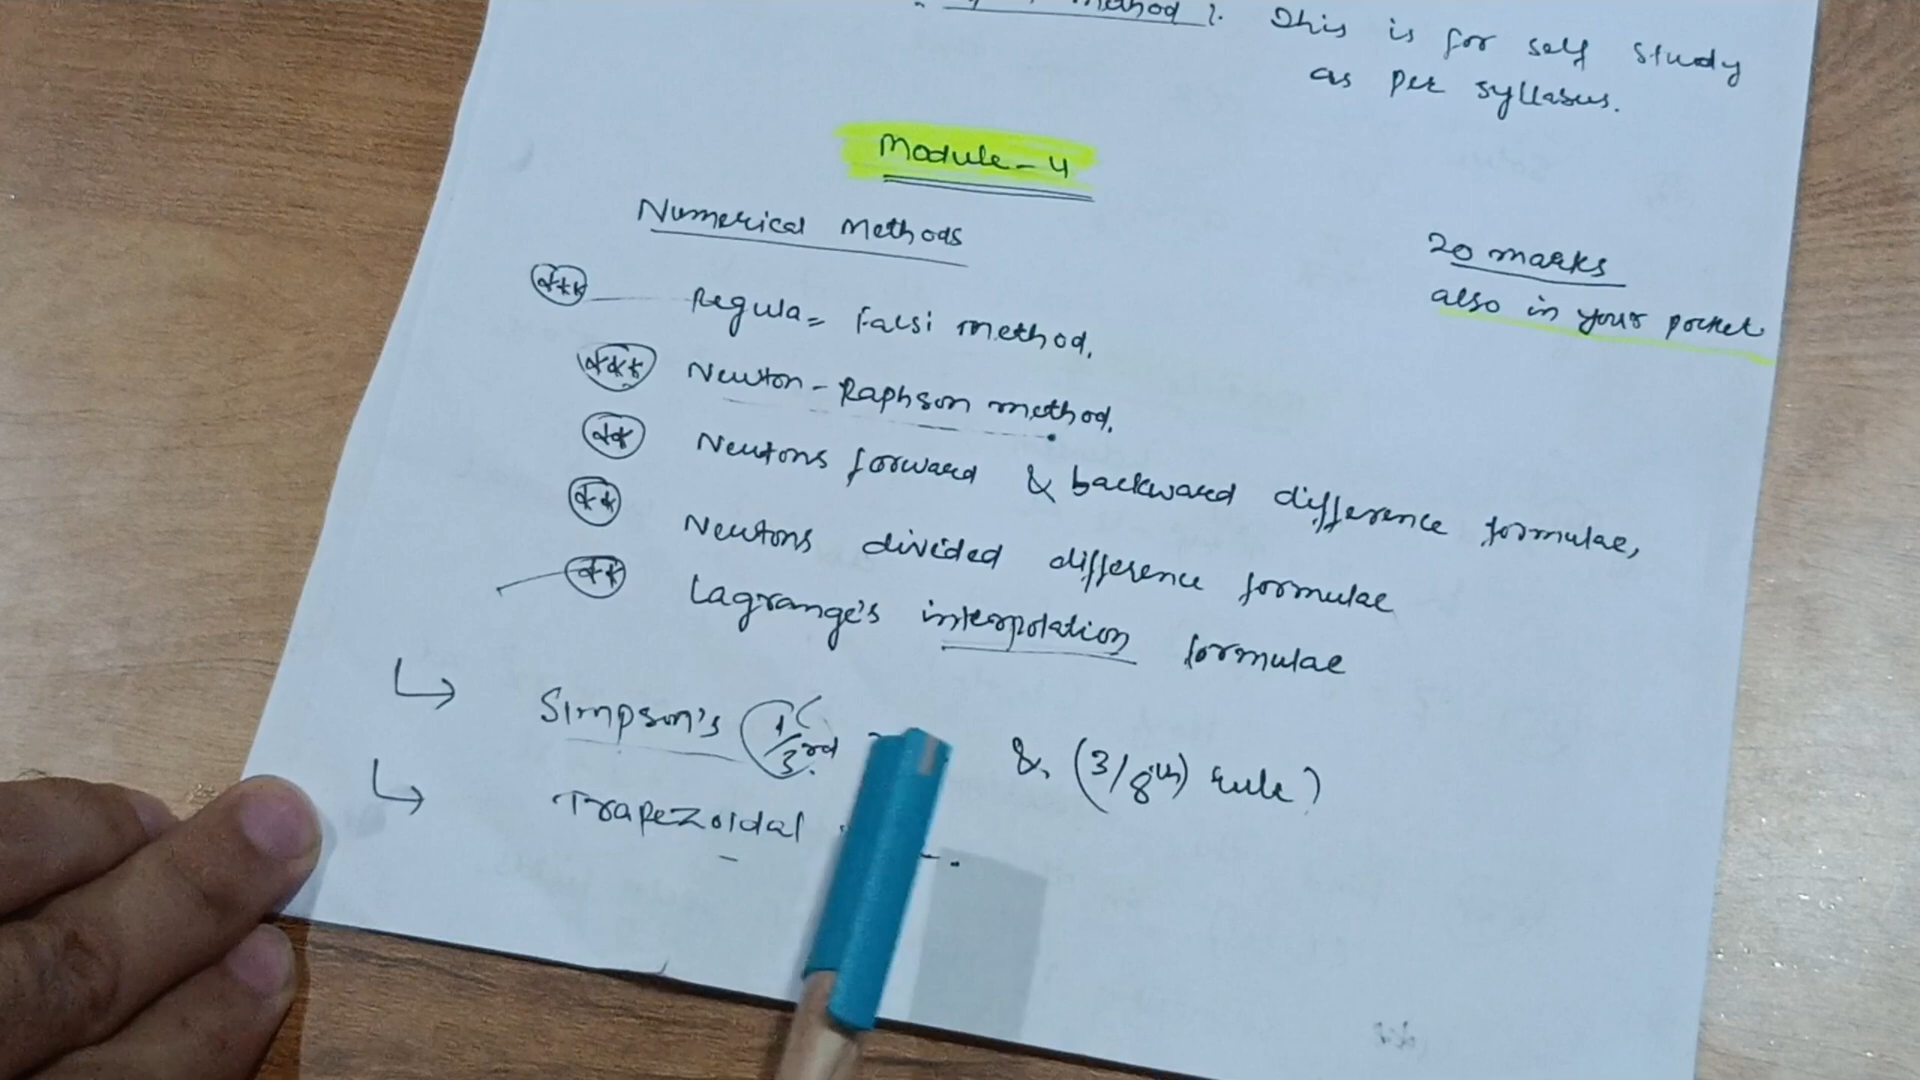 method ?. This is for self study
as per syllabus.
Module-4
Numerical Methods
20 marks
also in your pocket
*** Regula= Falsi method.
*** Newton-Raphson method.
** Newtons forward & backward difference formulae,
** Newtons divided difference formulae
** Lagrange's interpolation formulae
↳ Simpson's (1/3rd & (3/8th) rule)
↳ Trapezoidal